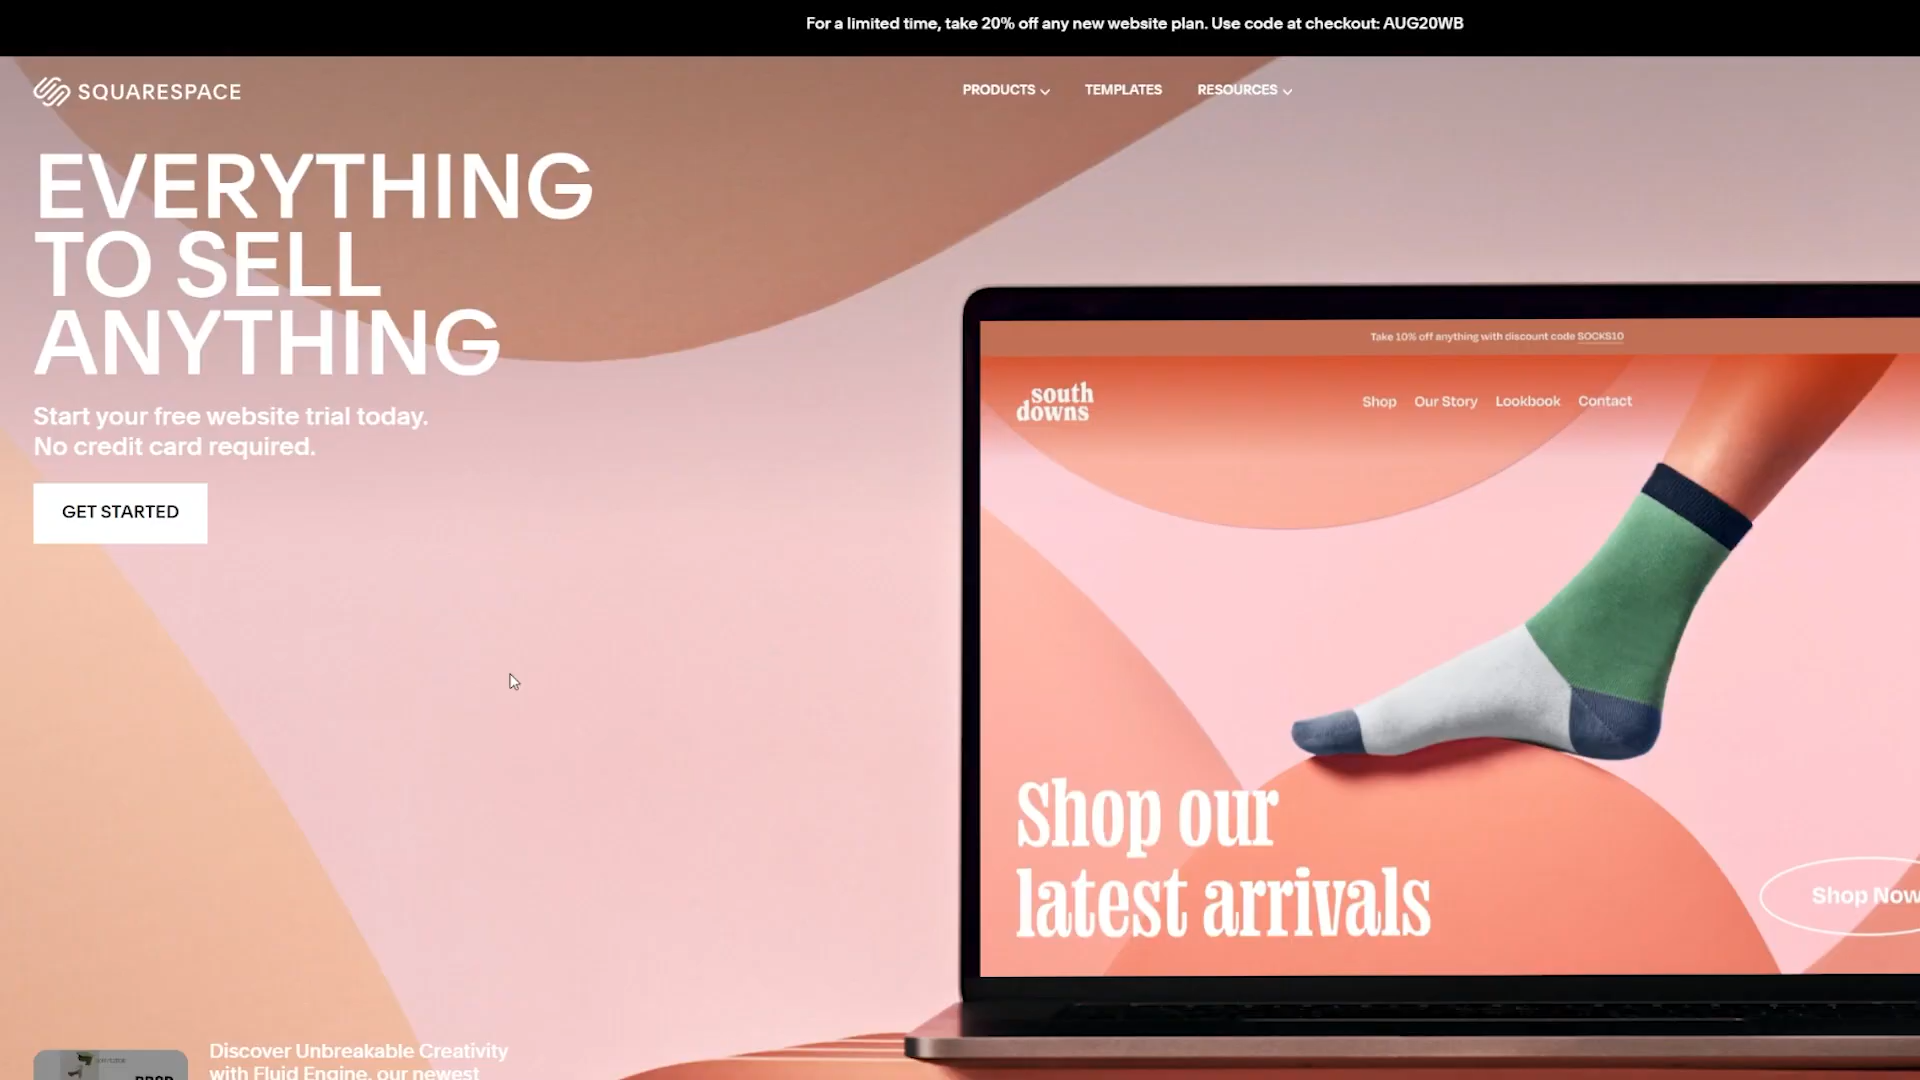 For a limited time, take 20% off any new website plan. Use code at checkout: AUG20WB
SQUARESPACE
PRODUCTS
TEMPLATES
RESOURCES
EVERYTHING
TO SELL
ANYTHING
Start your free website trial today.
No credit card required.
GET STARTED
Take 10% off anything with discount code SOCKS10
south
downs
Shop
Our Story
Lookbook
Contact
Shop our
latest arrivals
Shop Now
Discover Unbreakable Creativity
with Fluid Engine, our newest